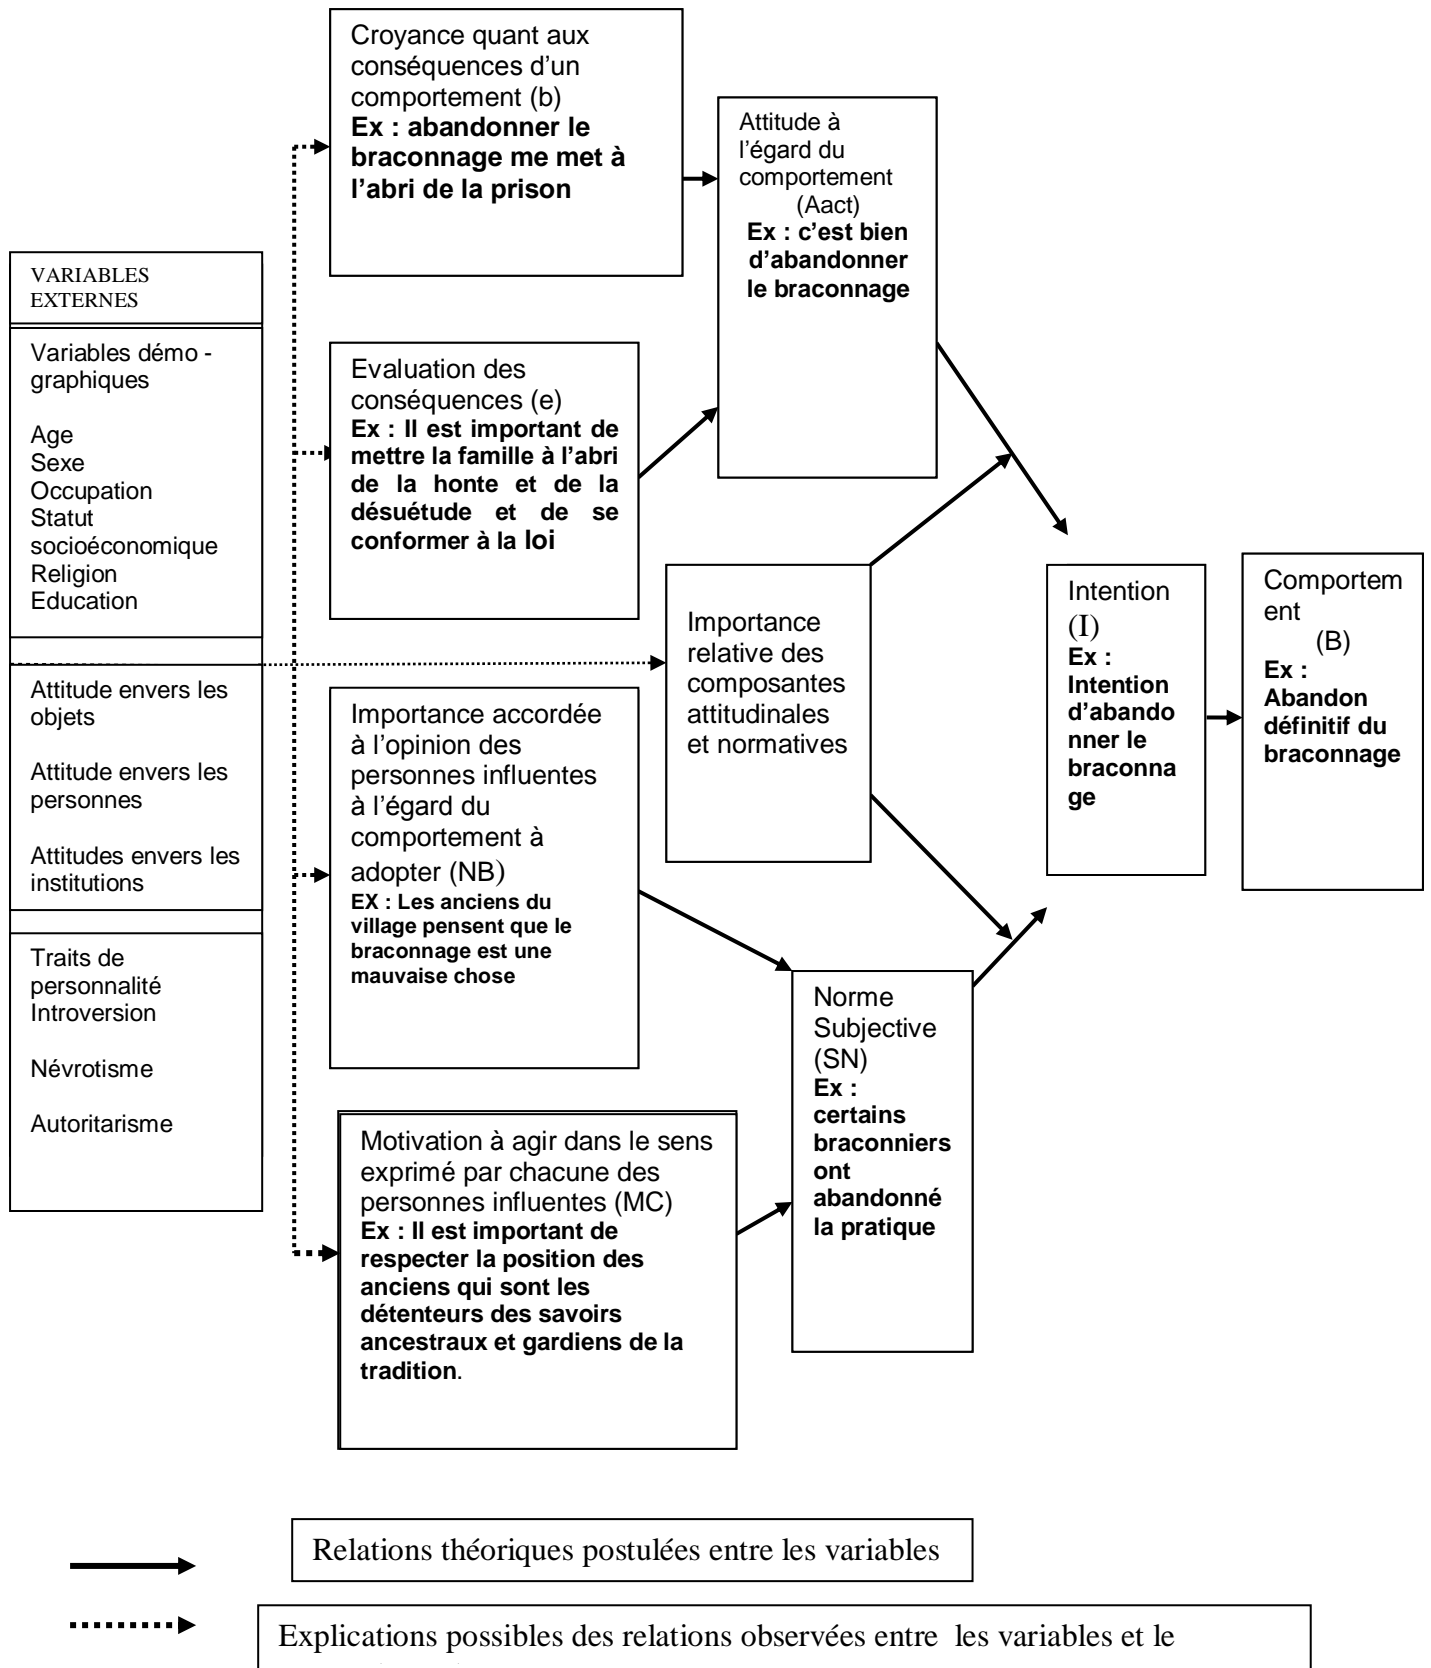 Croyance quant aux
conséquences d'un
comportement (b)
Ex : abandonner le
braconnage me met à
l'abri de la prison
Attitude à
l'égard du
comportement
(Aact)
Ex : c'est bien
d'abandonner
le braconnage
VARIABLES
EXTERNES
Variables démo -
graphiques
Age
Sexe
Occupation
Statut
socioéconomique
Religion
Education
Attitude envers les
objets
Attitude envers les
personnes
Attitudes envers les
institutions
Traits de
personnalité
Introversion
Névrotisme
Autoritarisme
Evaluation des
conséquences (e)
Ex : Il est important de
mettre la famille à l'abri
de la honte et de la
désuétude et de se
conformer à la loi
Importance
relative des
composantes
attitudinales
et normatives
Intention
(I)
Ex :
Intention
d'abando
nner le
braconna
ge
Comportem
ent
(B)
Ex :
Abandon
définitif du
braconnage
Importance accordée
à l'opinion des
personnes influentes
à l'égard du
comportement à
adopter (NB)
EX : Les anciens du
village pensent que le
braconnage est une
mauvaise chose
Norme
Subjective
(SN)
Ex :
certains
braconniers
ont
abandonné
la pratique
Motivation à agir dans le sens
exprimé par chacune des
personnes influentes (MC)
Ex : Il est important de
respecter la position des
anciens qui sont les
détenteurs des savoirs
ancestraux et gardiens de la
tradition.
Relations théoriques postulées entre les variables
Explications possibles des relations observées entre les variables et le